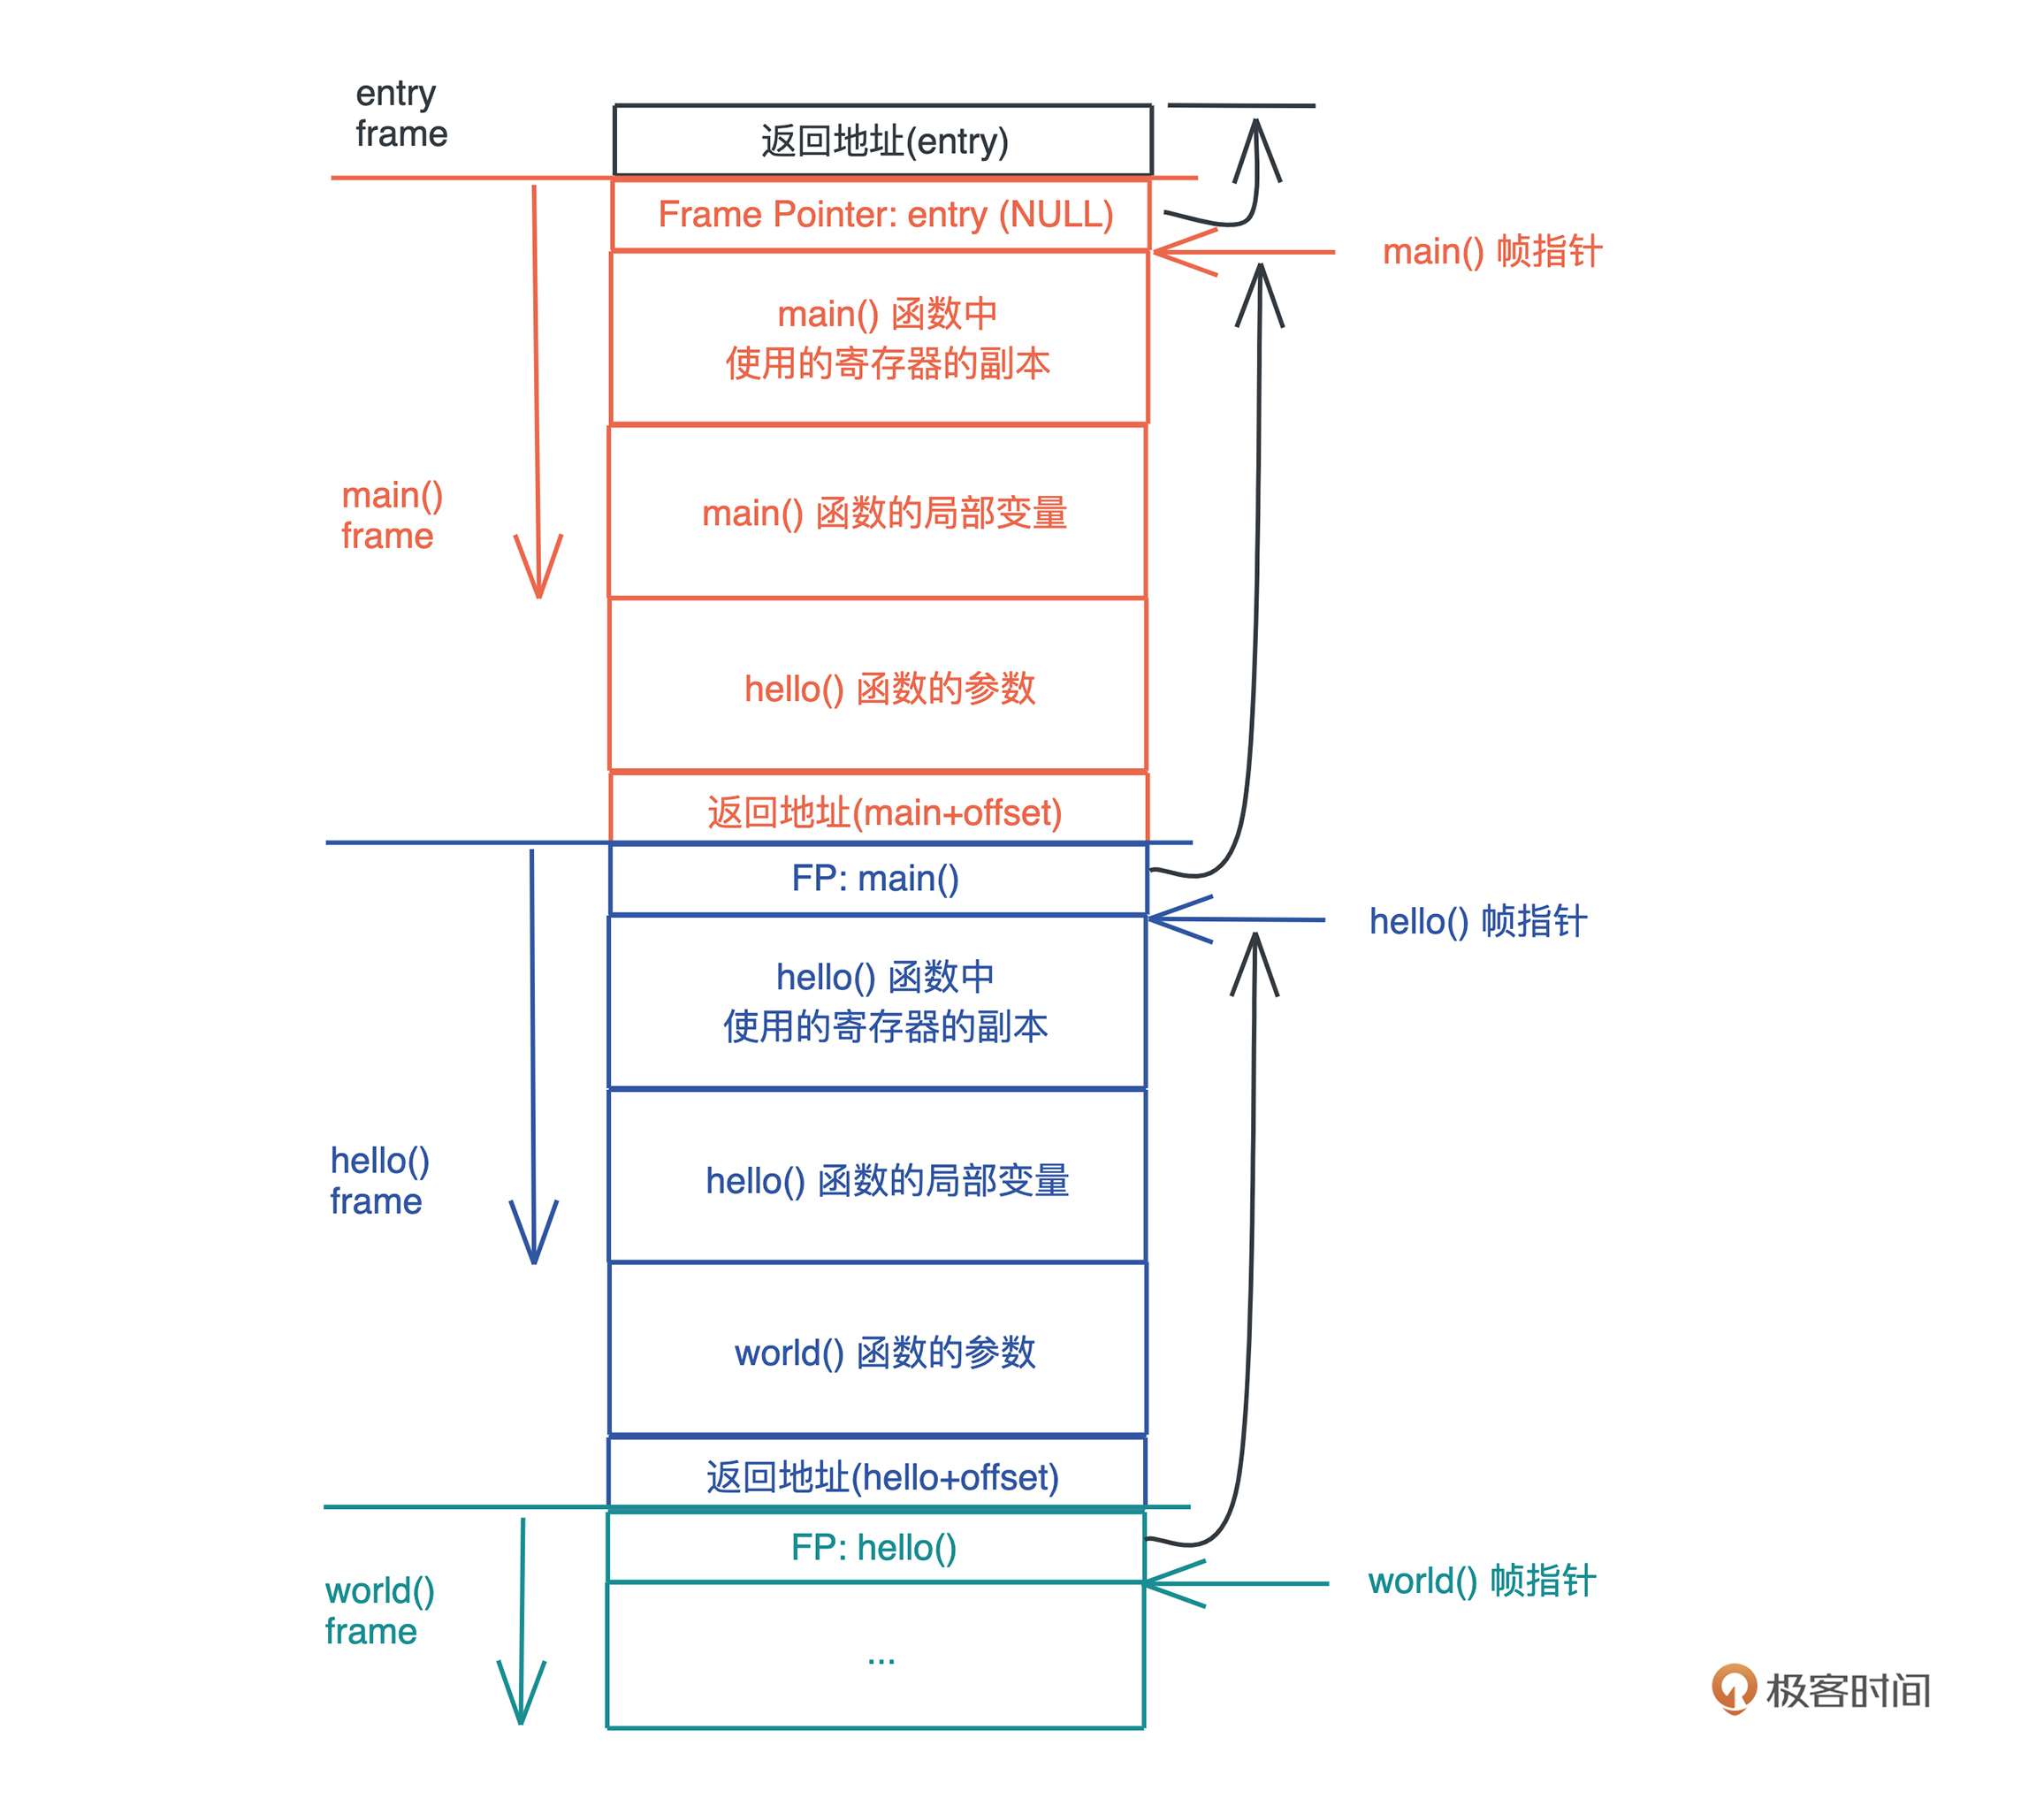 entry
frame
返回地址(entry)
Frame Pointer: entry (NULL)
main() 帧指针
main() 函数中
使用的寄存器的副本
main()
frame
main() 函数的局部变量
hello() 函数的参数
返回地址(main+offset)
FP: main()
hello() 帧指针
hello() 函数中
使用的寄存器的副本
hello()
frame
hello() 函数的局部变量
world() 函数的参数
返回地址(hello+offset)
FP: hello()
world() 帧指针
world()
frame
...
极客时间